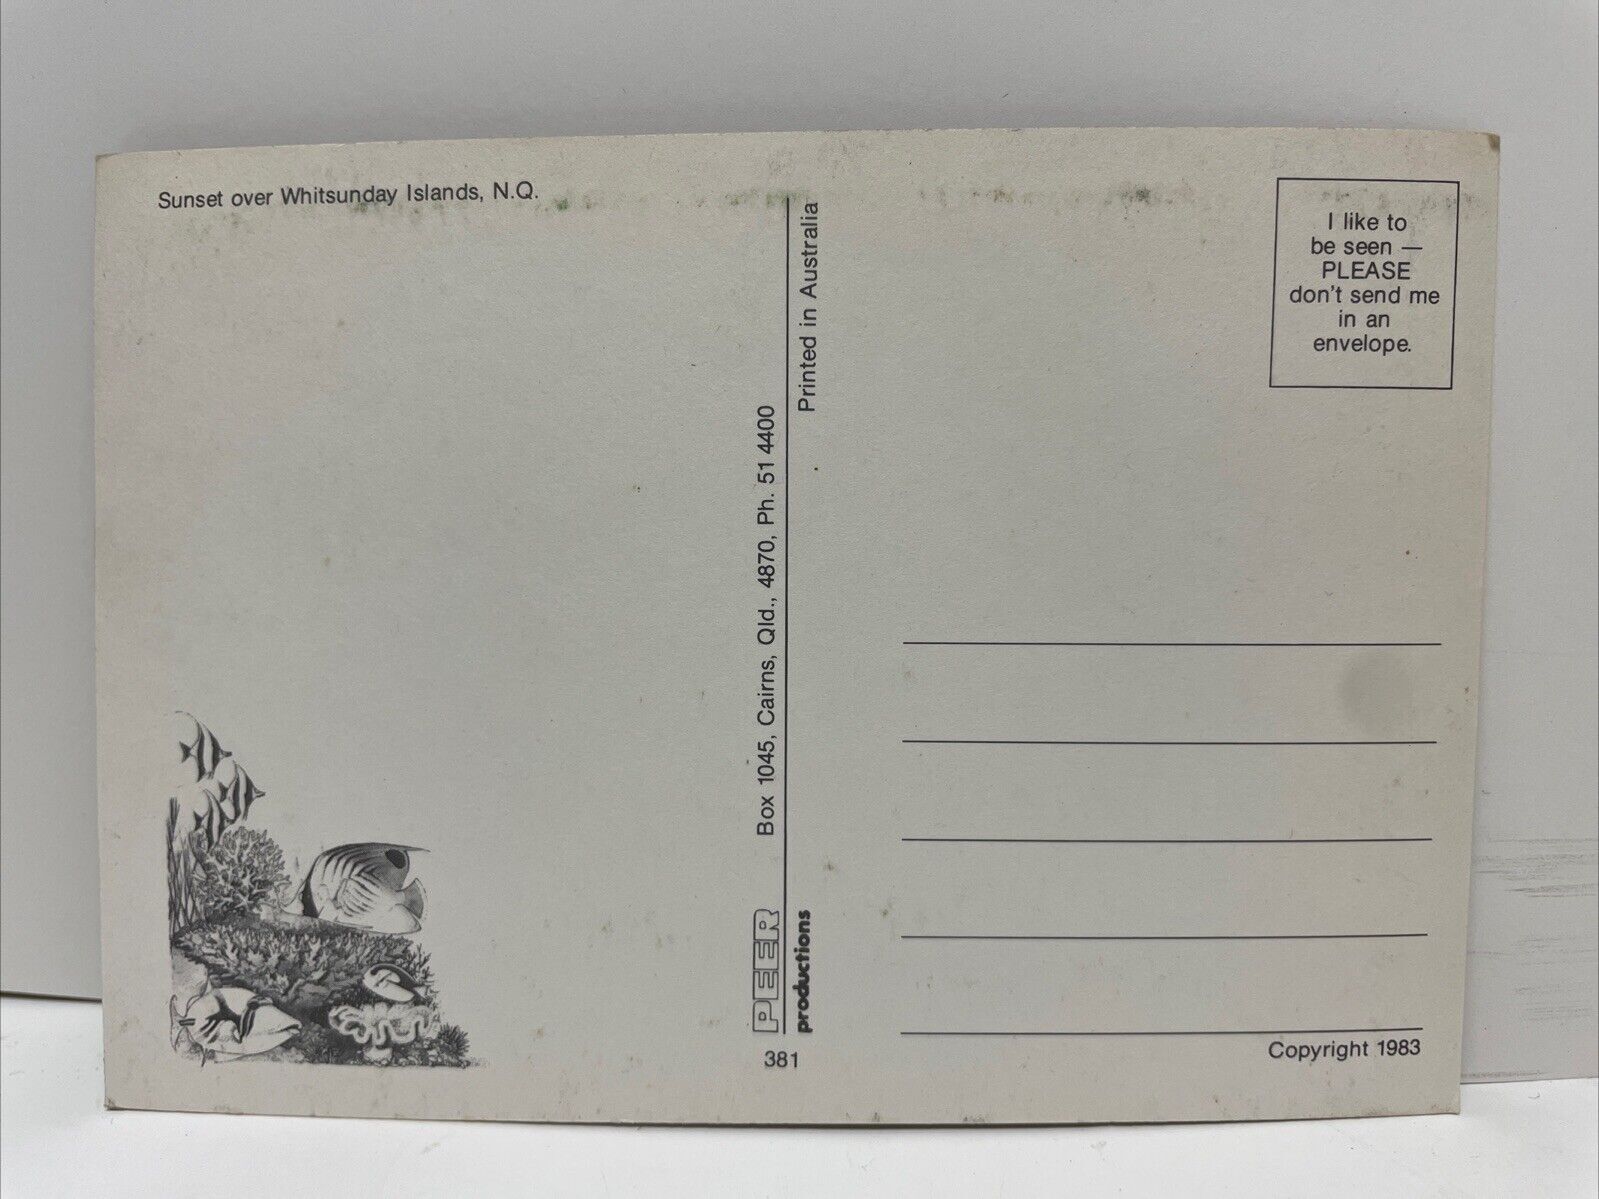 Sunset over Whitsunday Islands, N.Q.
I like to
be seen —
PLEASE
don't send me
in an
envelope.
Printed in Australia
Box 1045, Cairns, Qld., 4870, Ph. 51 4400
PEER
productions
381
Copyright 1983